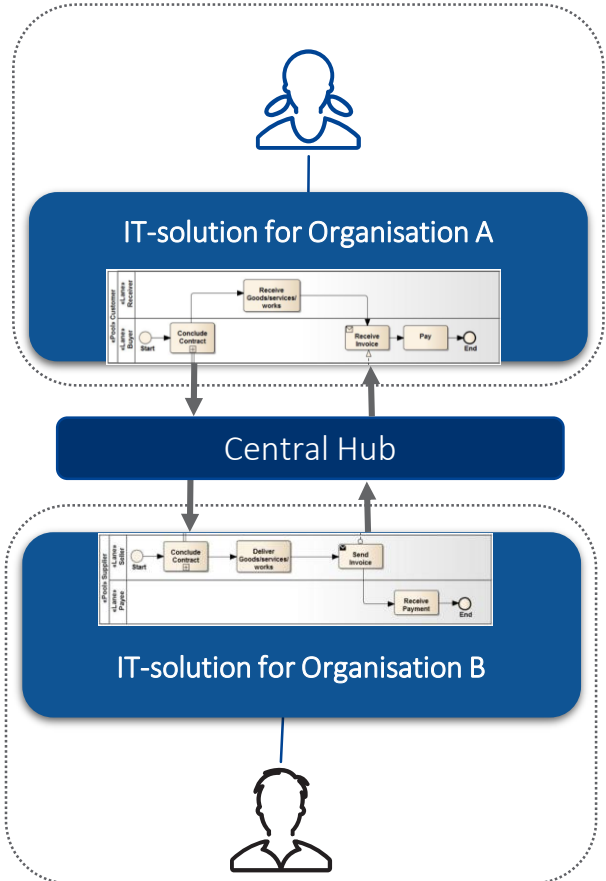 IT-solution for Organisation A
«Pool» Customer
«Lane»
Receiver
Receive
Goods/services/
works
«Lane»
Buyer
Start
Conclude
Contract
Receive
Invoice
Pay
End
Central Hub
«Pool» Supplier
«Lane»
Seller
Start
Conclude
Contract
Deliver
Goods/services/
works
Send
Invoice
«Lane»
Payee
Receive
Payment
End
IT-solution for Organisation B